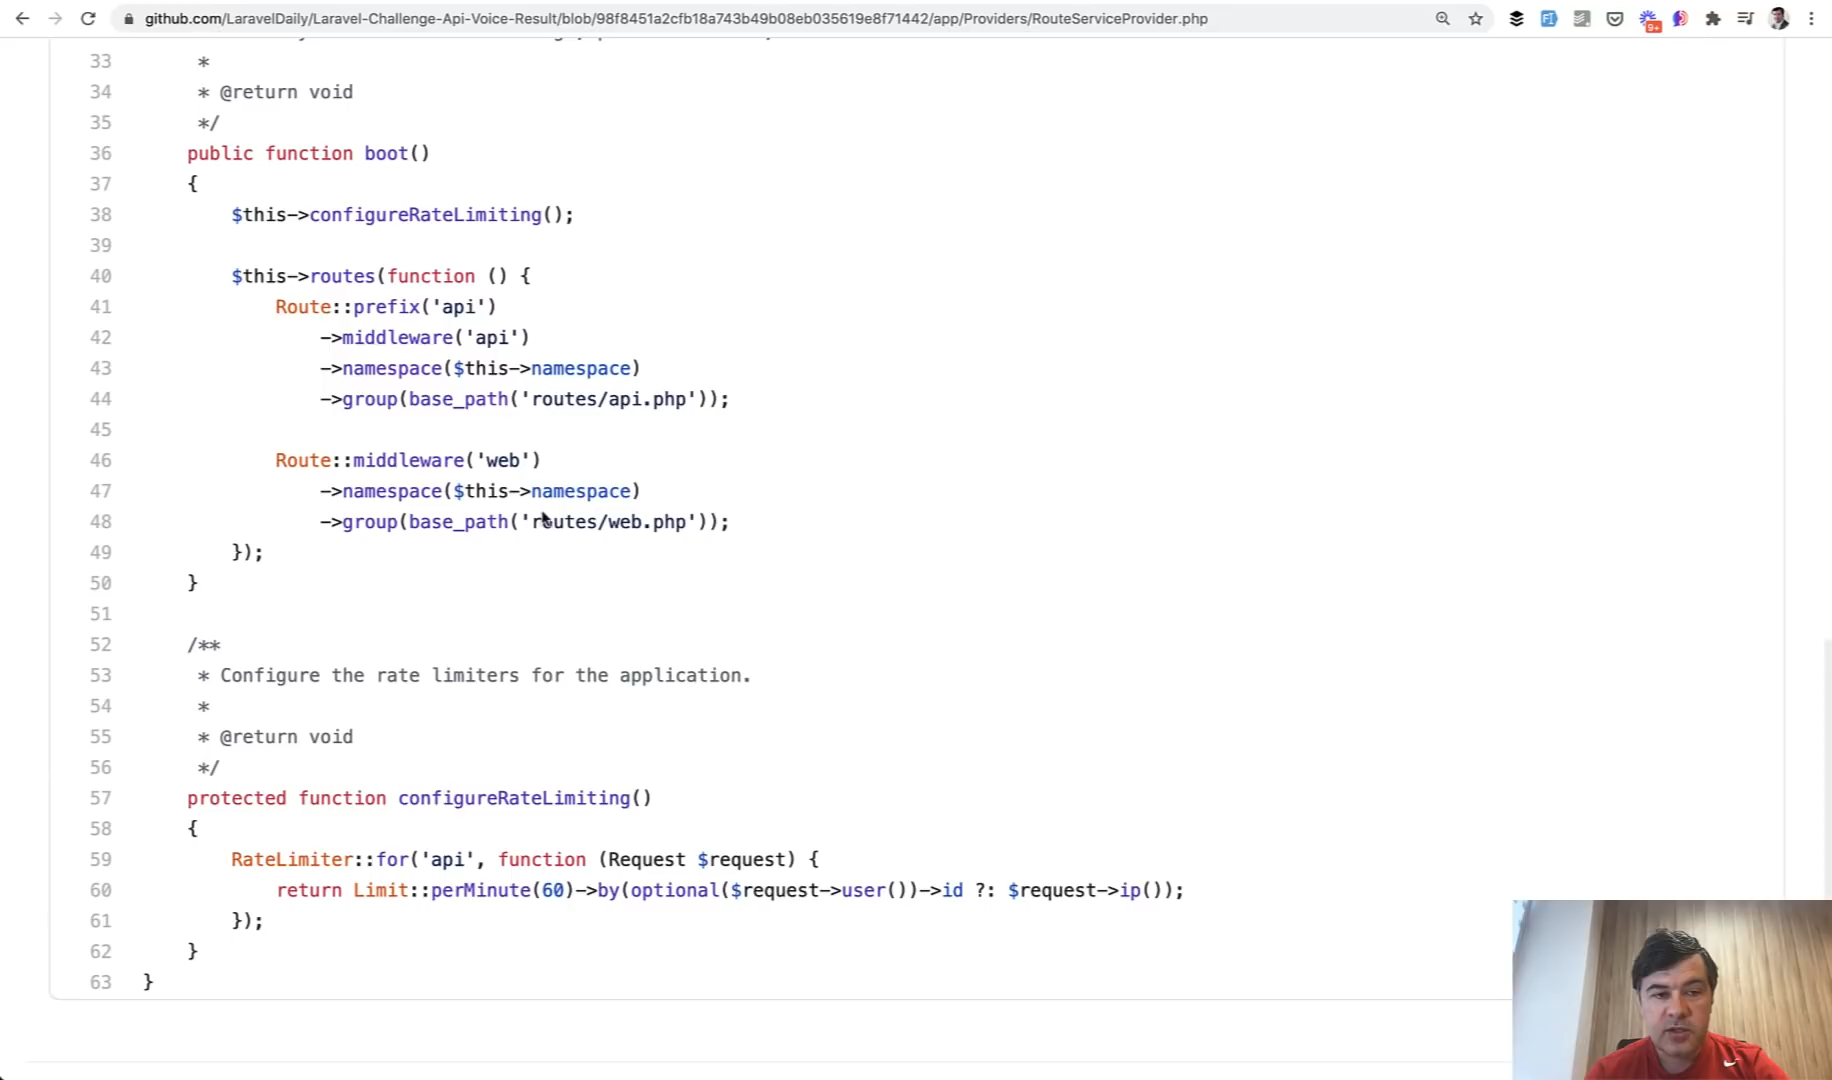 github.com/LaravelDaily/Laravel-Challenge-Api-Voice-Result/blob/98f8451a2cfb18a743b49b08eb035619e8f71442/app/Providers/RouteServiceProvider.php
9+
33 *
34 * @return void
35 */
36 public function boot()
37 {
38 $this->configureRateLimiting();
39
40 $this->routes(function () {
41 Route::prefix('api')
42 ->middleware('api')
43 ->namespace($this->namespace)
44 ->group(base_path('routes/api.php'));
45
46 Route::middleware('web')
47 ->namespace($this->namespace)
48 ->group(base_path('routes/web.php'));
49 });
50 }
51
52 /**
53 * Configure the rate limiters for the application.
54 *
55 * @return void
56 */
57 protected function configureRateLimiting()
58 {
59 RateLimiter::for('api', function (Request $request) {
60 return Limit::perMinute(60)->by(optional($request->user())->id ?: $request->ip());
61 });
62 }
63 }